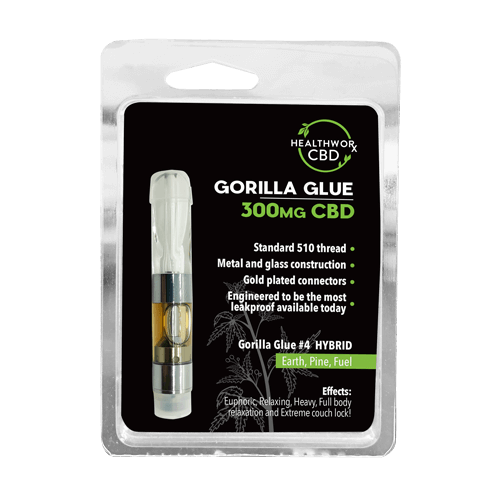 HEALTHWORX
CBD
GORILLA GLUE
300MG CBD
Standard 510 thread •
Metal and glass construction •
Gold plated connectors •
Engineered to be the most •
leakproof available today
Gorilla Glue #4 HYBRID
Earth, Pine, Fuel
Effects:
Euphoric, Relaxing, Heavy, Full body
relaxation and Extreme couch lock!